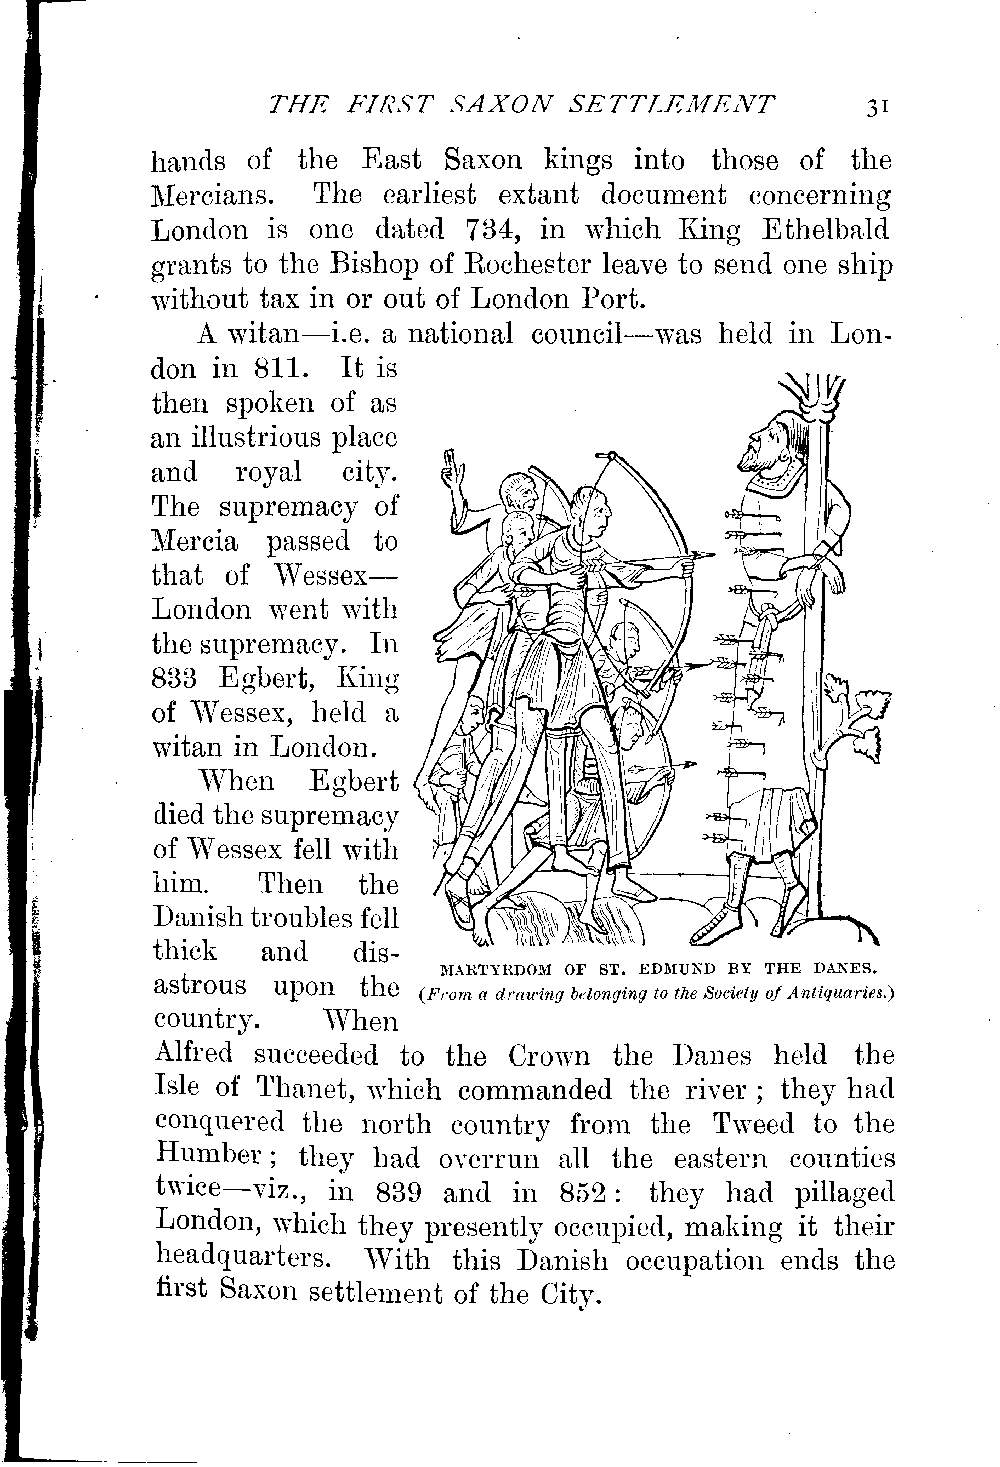 THE FIRST SAXON SETTLEMENT 31
hands of the East Saxon kings into those of the
Mercians. The earliest extant document concerning
London is one dated 734, in which King Ethelbald
grants to the Bishop of Rochester leave to send one ship
without tax in or out of London Port.
A witan—i.e. a national council—was held in Lon-
don in 811. It is
then spoken of as
an illustrious place
and royal city.
The supremacy of
Mercia passed to
that of Wessex—
London went with
the supremacy. In
833 Egbert, King
of Wessex, held a
witan in London.
When Egbert
died the supremacy
of Wessex fell with
him. Then the
Danish troubles fell
thick and dis-
astrous upon the
country. When
MARTYRDOM OF ST. EDMUND BY THE DANES.
(From a drawing belonging to the Society of Antiquaries.)
Alfred succeeded to the Crown the Danes held the
Isle of Thanet, which commanded the river; they had
conquered the north country from the Tweed to the
Humber; they had overrun all the eastern counties
twice—viz., in 839 and in 852: they had pillaged
London, which they presently occupied, making it their
headquarters. With this Danish occupation ends the
first Saxon settlement of the City.